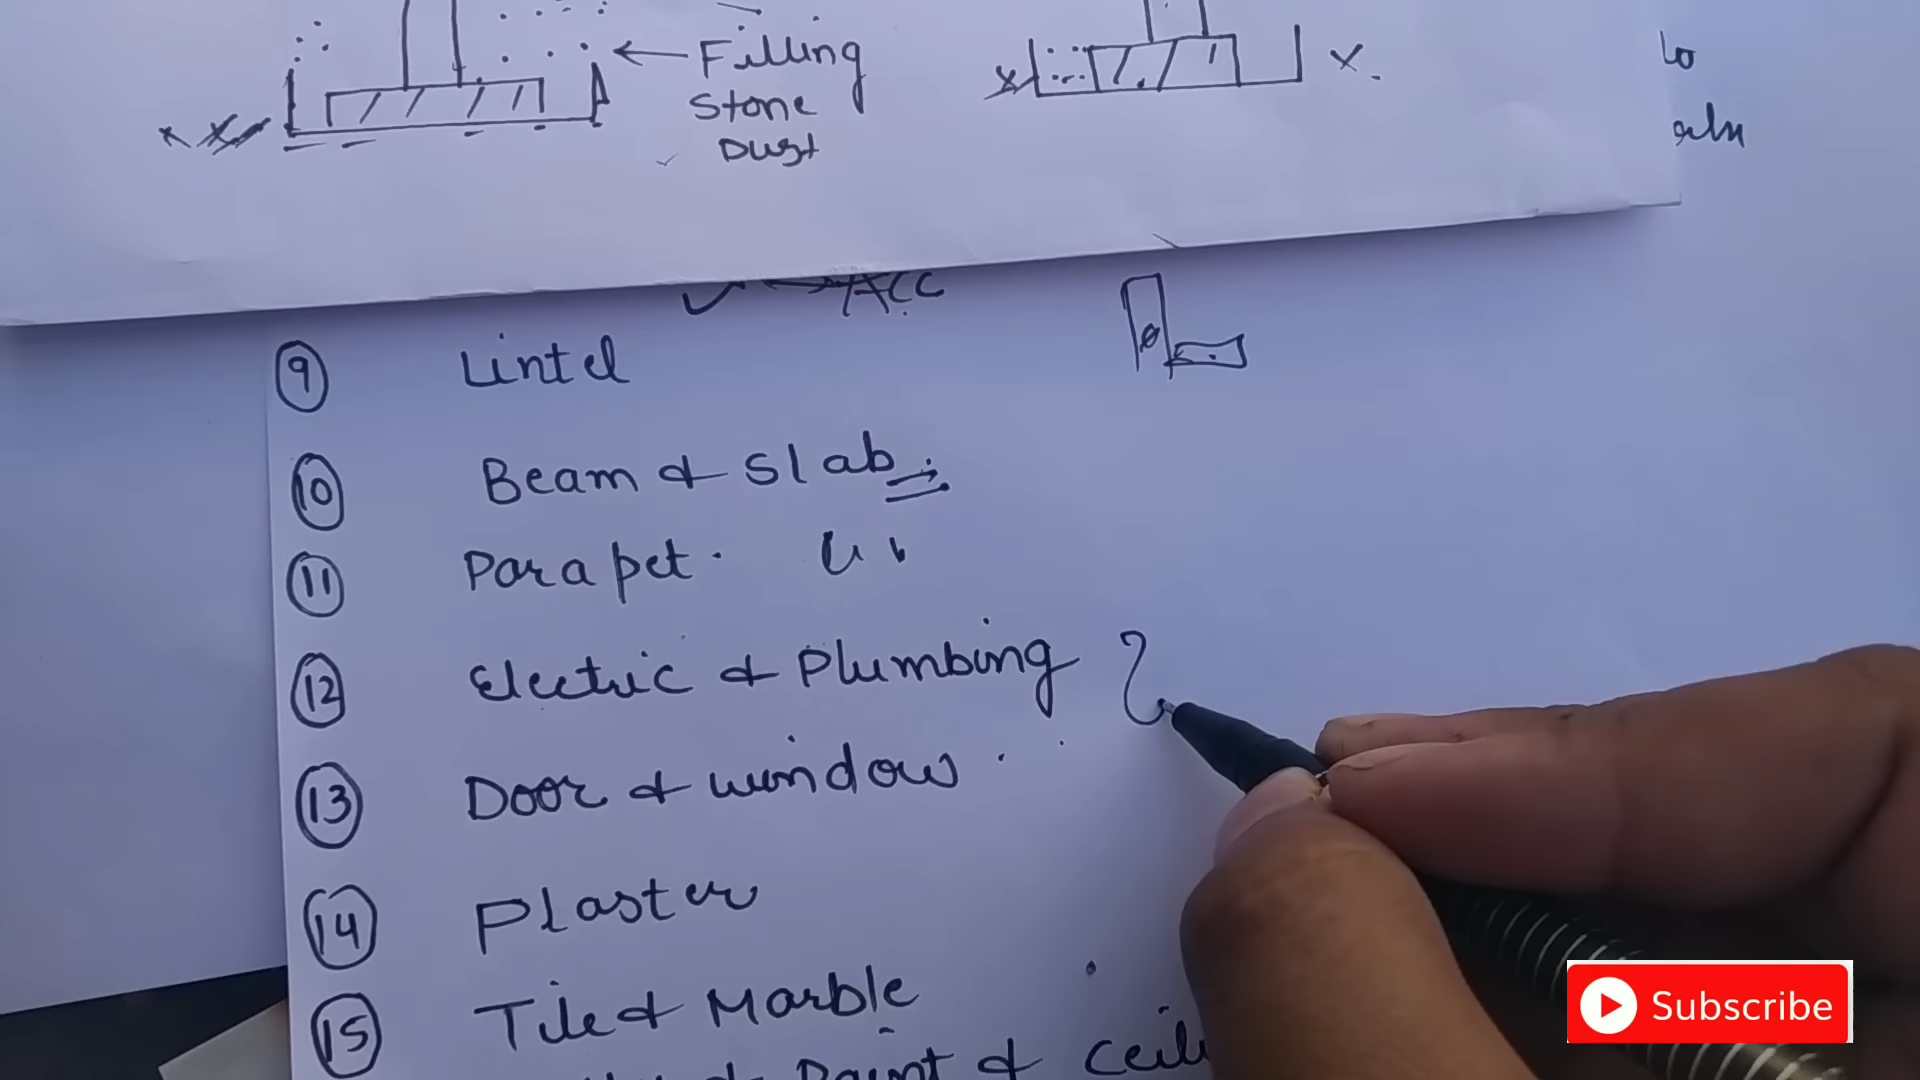 Filling
Stone
Dust
Acc
9 Lintel
10 Beam & Slab
11 Parapet.
12 Electric & Plumbing
13 Door & window
14 Plaster
15 Tile & Marble
& Paint &
Subscribe